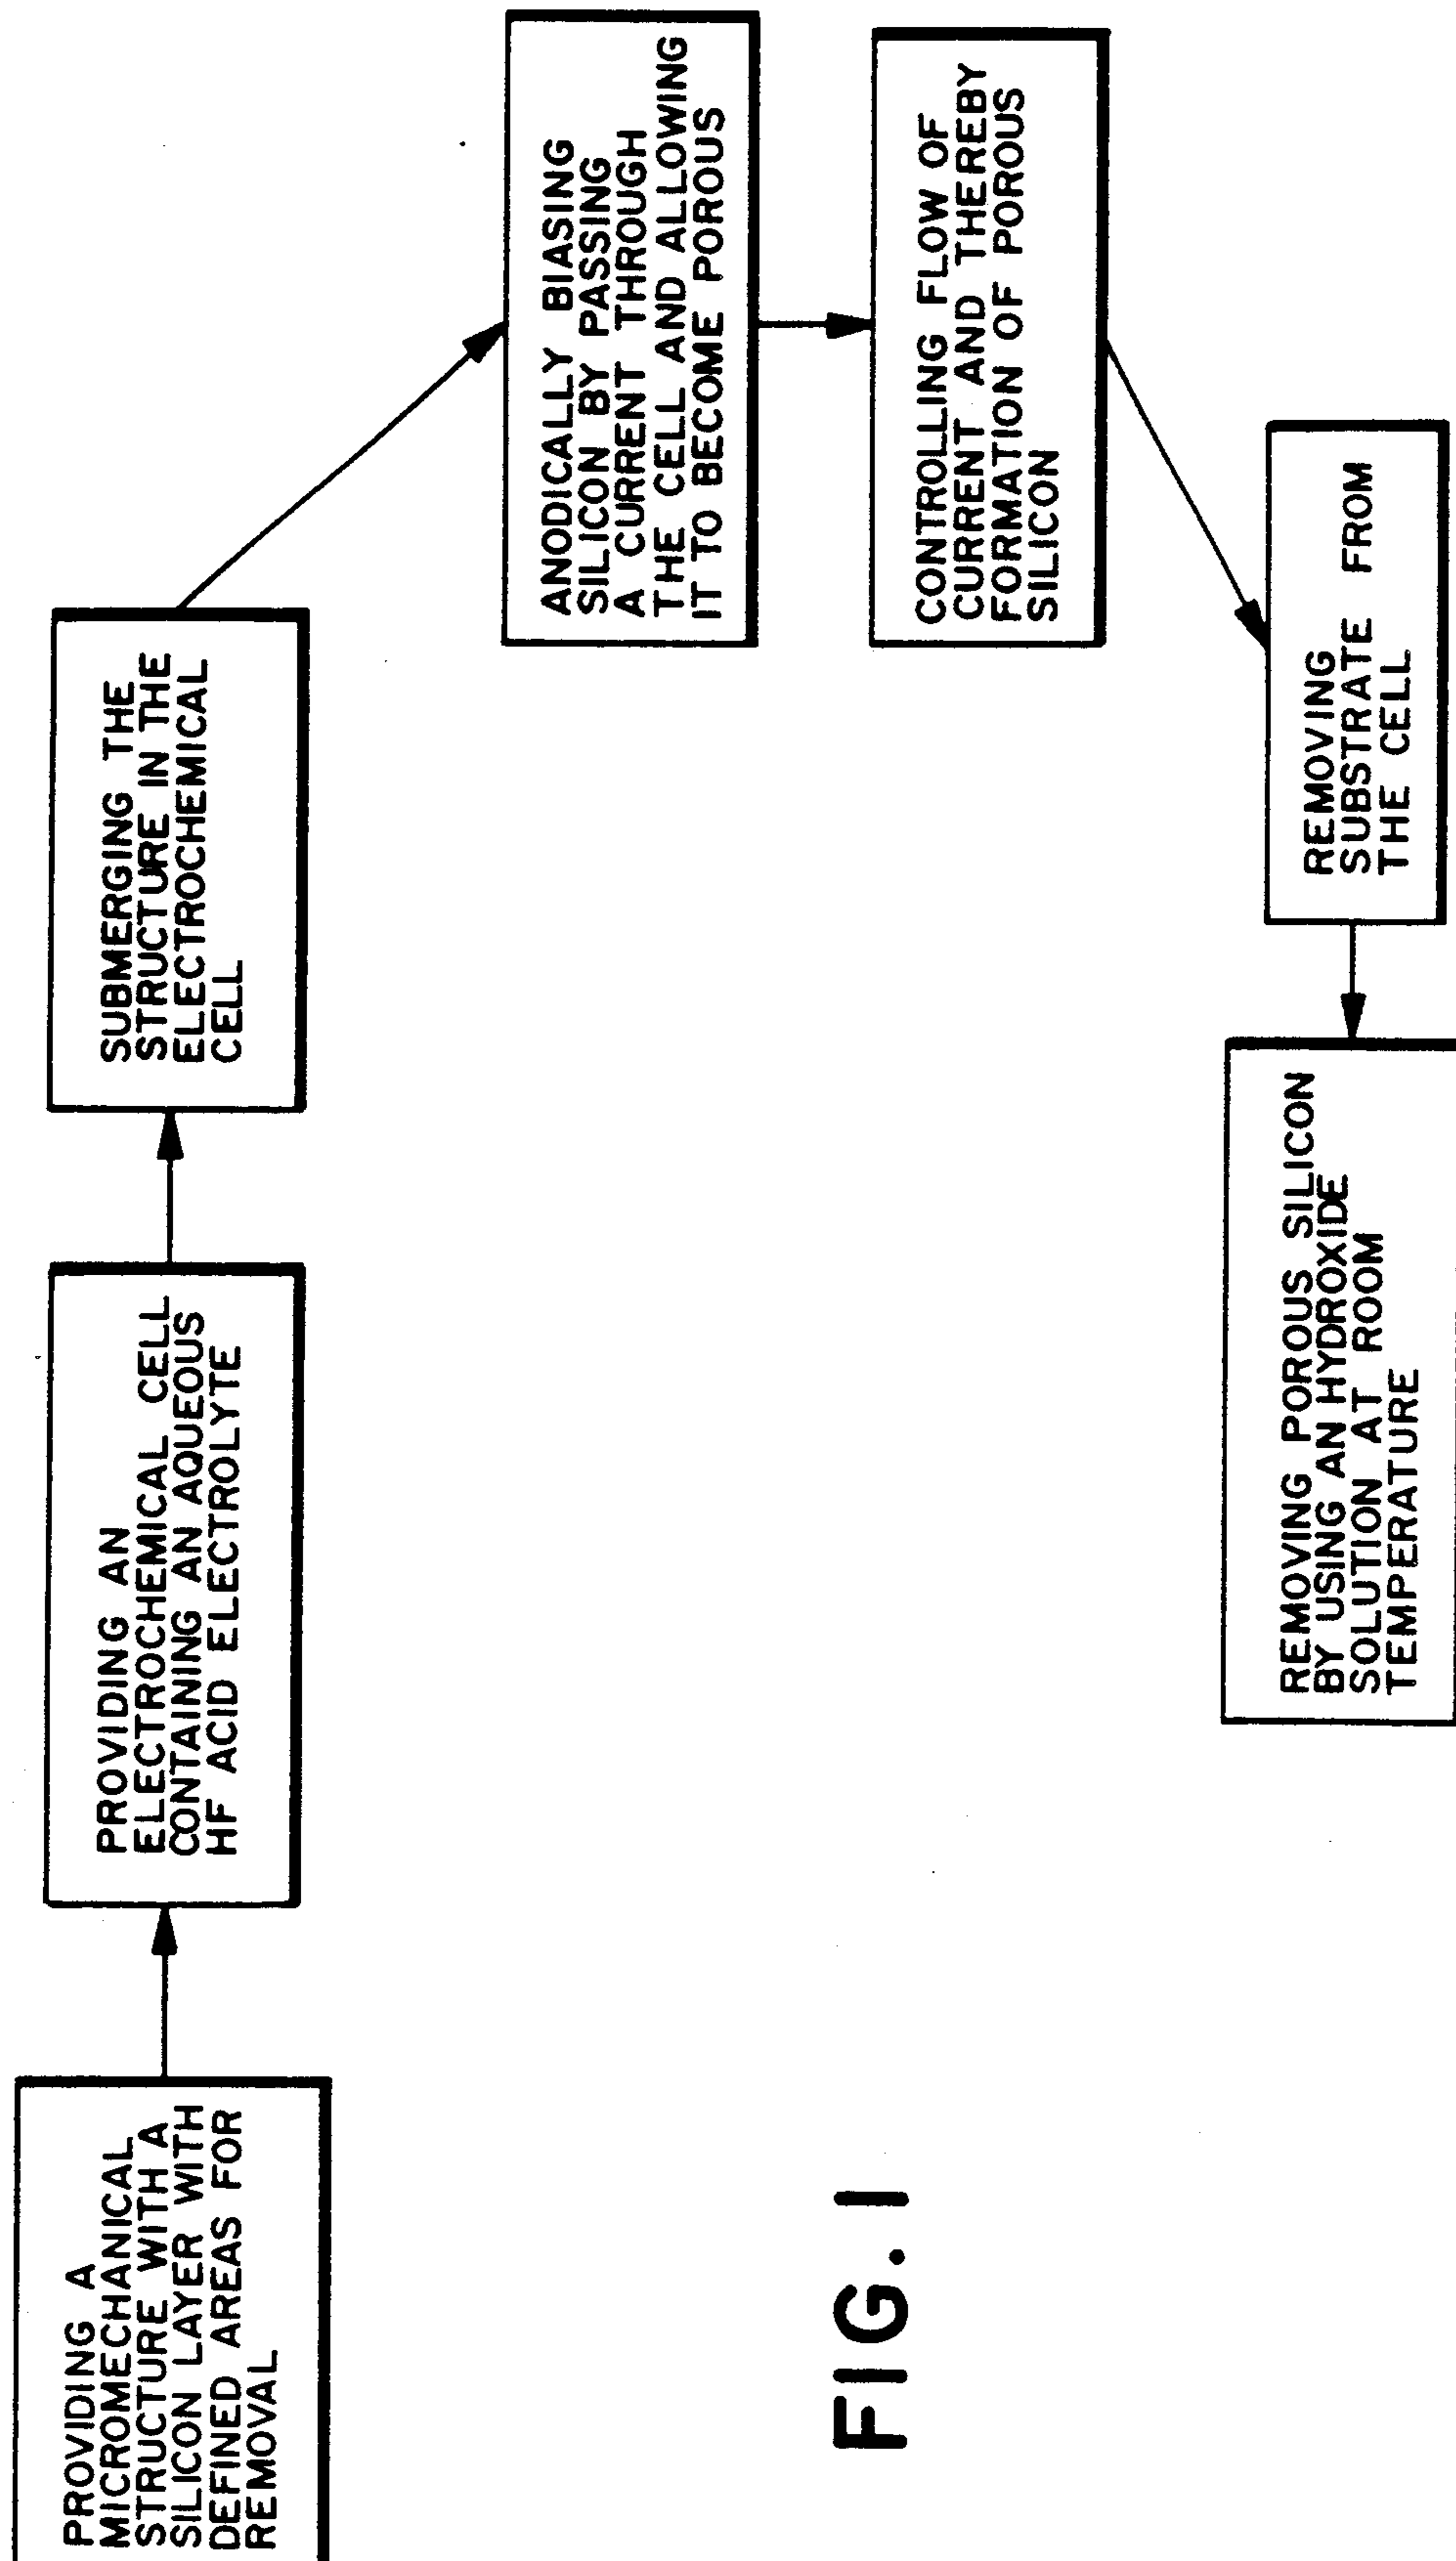 PROVIDING A
MICROMECHANICAL
STRUCTURE WITH A
SILICON LAYER WITH
DEFINED AREAS FOR
REMOVAL
PROVIDING AN
ELECTROCHEMICAL CELL
CONTAINING AN AQUEOUS
HF ACID ELECTROLYTE
SUBMERGING THE
STRUCTURE IN THE
ELECTROCHEMICAL
CELL
ANODICALLY BIASING
SILICON BY PASSING
A CURRENT THROUGH
THE CELL AND ALLOWING
IT TO BECOME POROUS
CONTROLLING FLOW OF
CURRENT AND THEREBY
FORMATION OF POROUS
SILICON
REMOVING
SUBSTRATE FROM
THE CELL
REMOVING POROUS SILICON
BY USING AN HYDROXIDE
SOLUTION AT ROOM
TEMPERATURE
FIG. 1